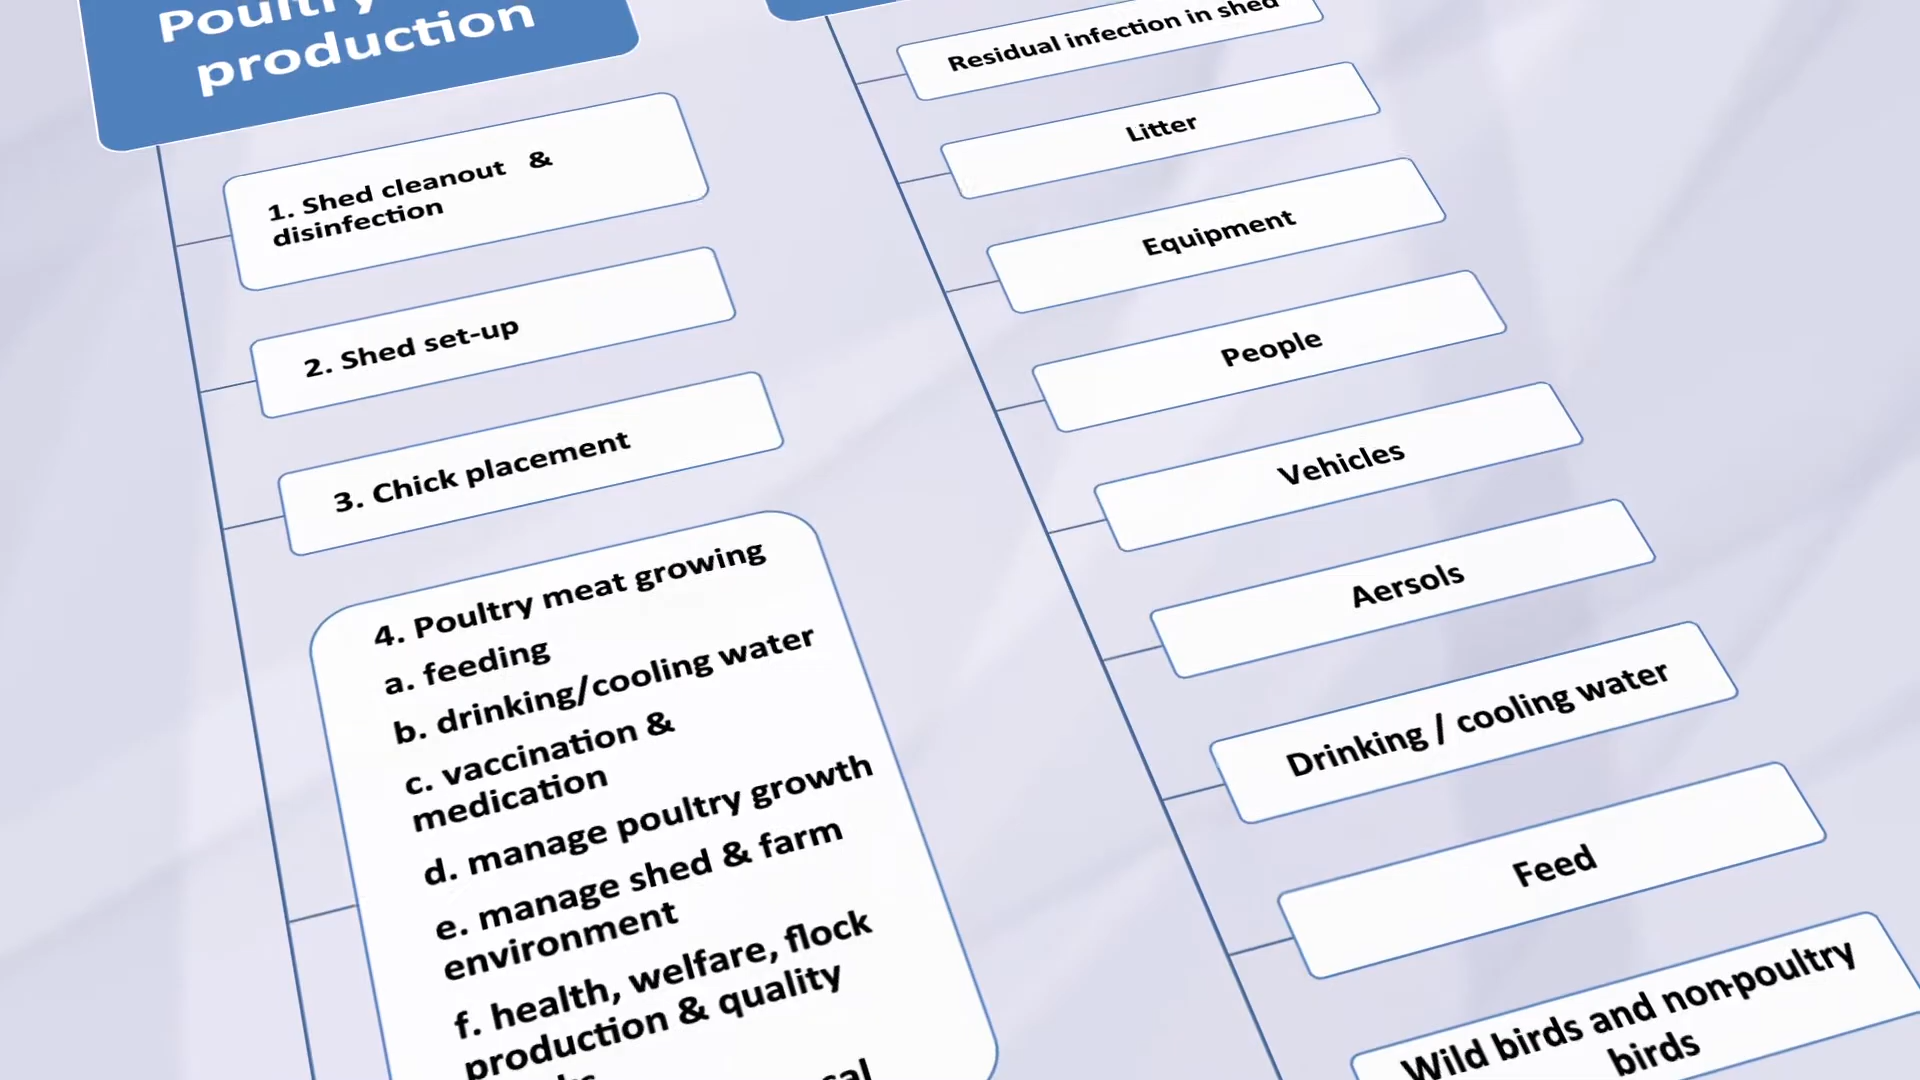 Poultry
production
1. Shed cleanout &
disinfection
2. Shed set-up
3. Chick placement
4. Poultry meat growing
a. feeding
b. drinking/cooling water
c. vaccination &
medication
d. manage poultry growth
e. manage shed & farm
environment
f. health, welfare, flock
production & quality
Residual infection in shed
Litter
Equipment
People
Vehicles
Aersols
Drinking / cooling water
Feed
Wild birds and non-poultry
birds